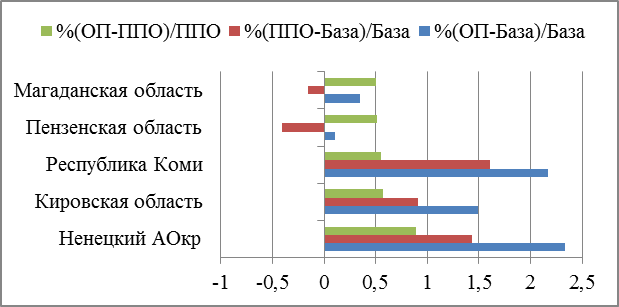 %(ОП-ППО)/ППО %(ППО-База)/База %(ОП-База)/База
Магаданская область
Пензенская область
Республика Коми
Кировская область
Ненецкий АОкр
-1 -0,5 0 0,5 1 1,5 2 2,5